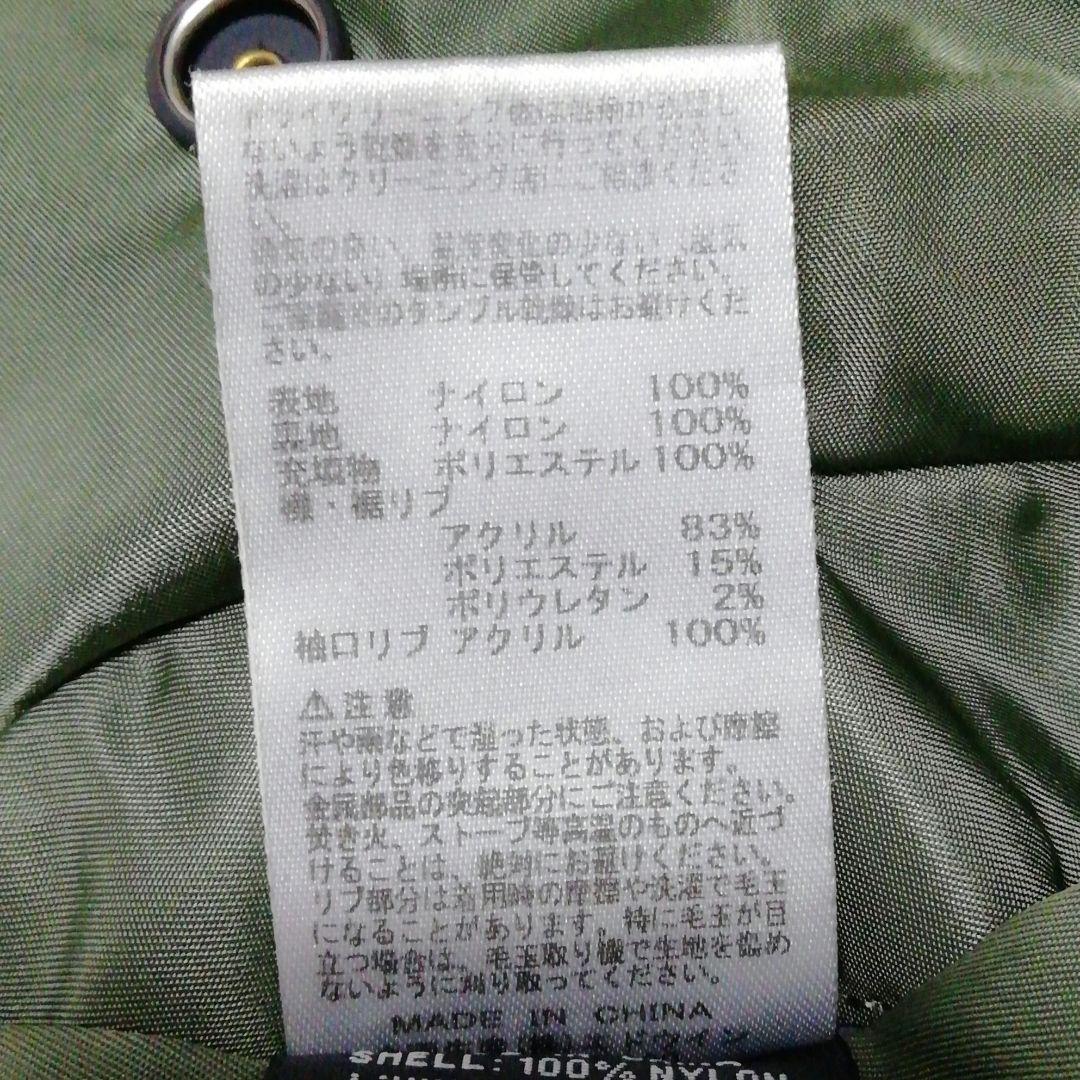 ドライクリーニング後は溶剤が残留し
ないよう乾燥を充分に行ってください。
洗濯はクリーニング店にご相談くださ
い。
通気の良い、温度変化の少ない、湿気
の少ない場所に保管してください。
ご家庭でのタンブル乾燥はお避けくだ
さい。
表地 ナイロン 100%
裏地 ナイロン 100%
充填物 ポリエステル 100%
襟・裾リブ
アクリル 83%
ポリエステル 15%
ポリウレタン 2%
袖口リブ アクリル 100%
⚠注意
汗や雨などで湿った状態、および摩擦
により色移りすることがあります。
金属部品の突起部分にご注意ください。
焚き火、ストーブ等高温のものへ近づ
けることは、絶対にお避けください。
リブ部分は着用時の摩擦や洗濯で毛玉
になることがあります。特に毛玉が目
立つ場合は、毛玉取り機で生地を傷め
ないように刈り取ってください。
MADE IN CHINA
エドウイン
SHELL: 100% NYLON